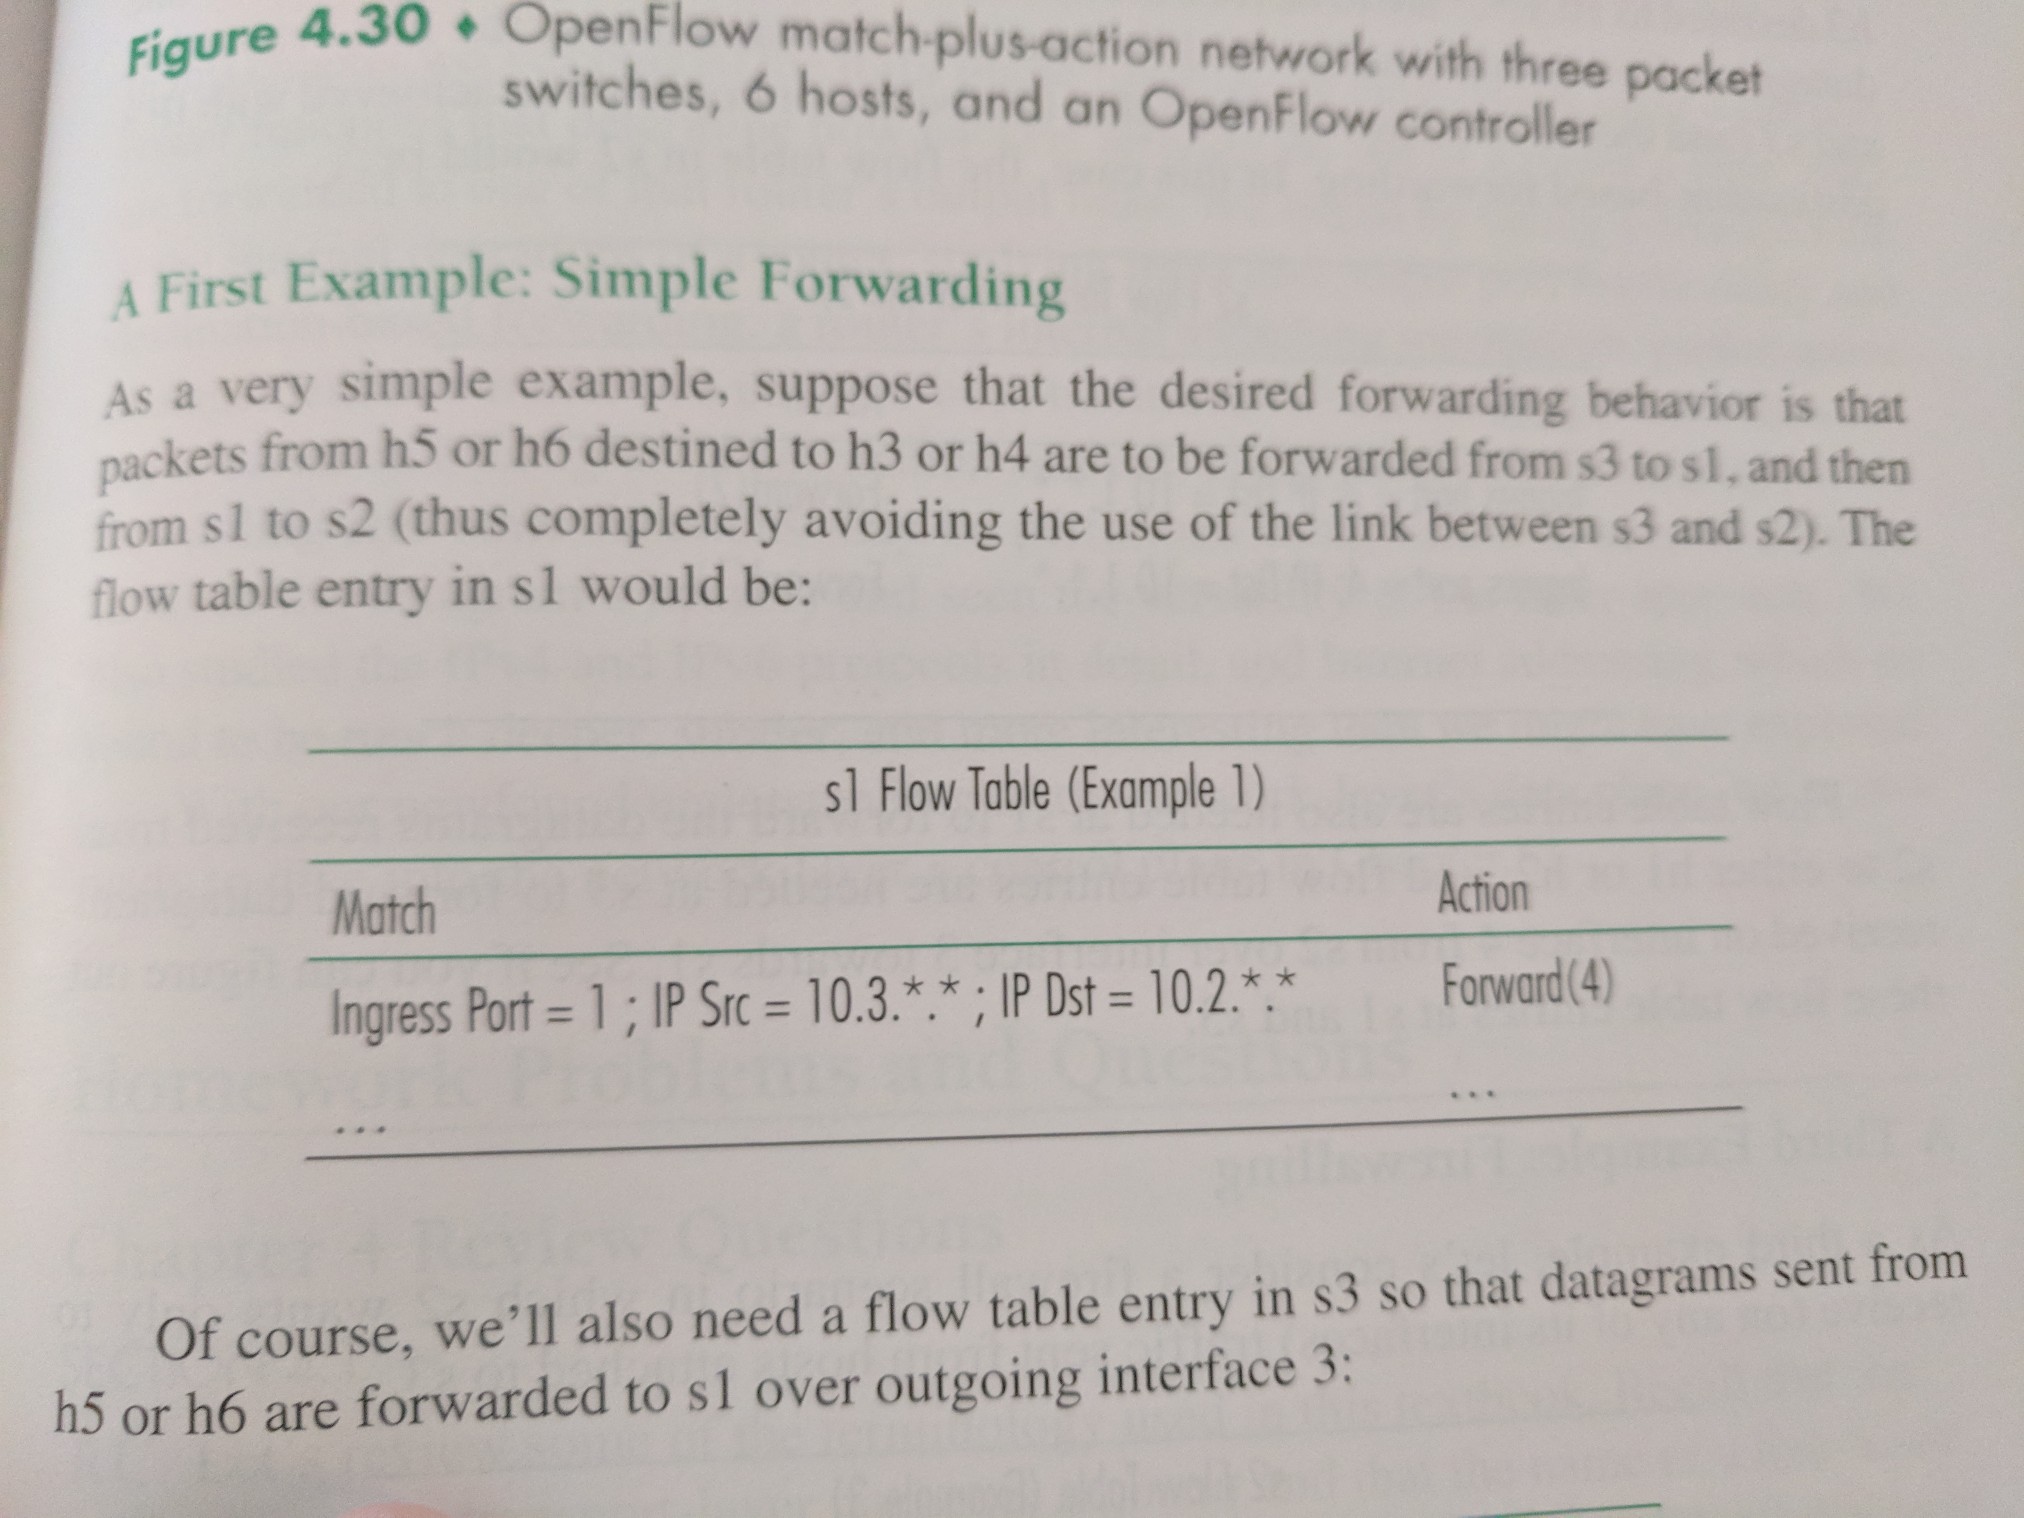 Figure 4.30 ♦ OpenFlow match-plus-action network with three packet
switches, 6 hosts, and an OpenFlow controller
A First Example: Simple Forwarding
As a very simple example, suppose that the desired forwarding behavior is that
packets from h5 or h6 destined to h3 or h4 are to be forwarded from s3 to s1, and then
from s1 to s2 (thus completely avoiding the use of the link between s3 and s2). The
flow table entry in s1 would be:
s1 Flow Table (Example 1)
Match Action
Ingress Port = 1 ; IP Src = 10.3.*.* ; IP Dst = 10.2.*.* Forward(4)
... ...
Of course, we'll also need a flow table entry in s3 so that datagrams sent from
h5 or h6 are forwarded to s1 over outgoing interface 3: